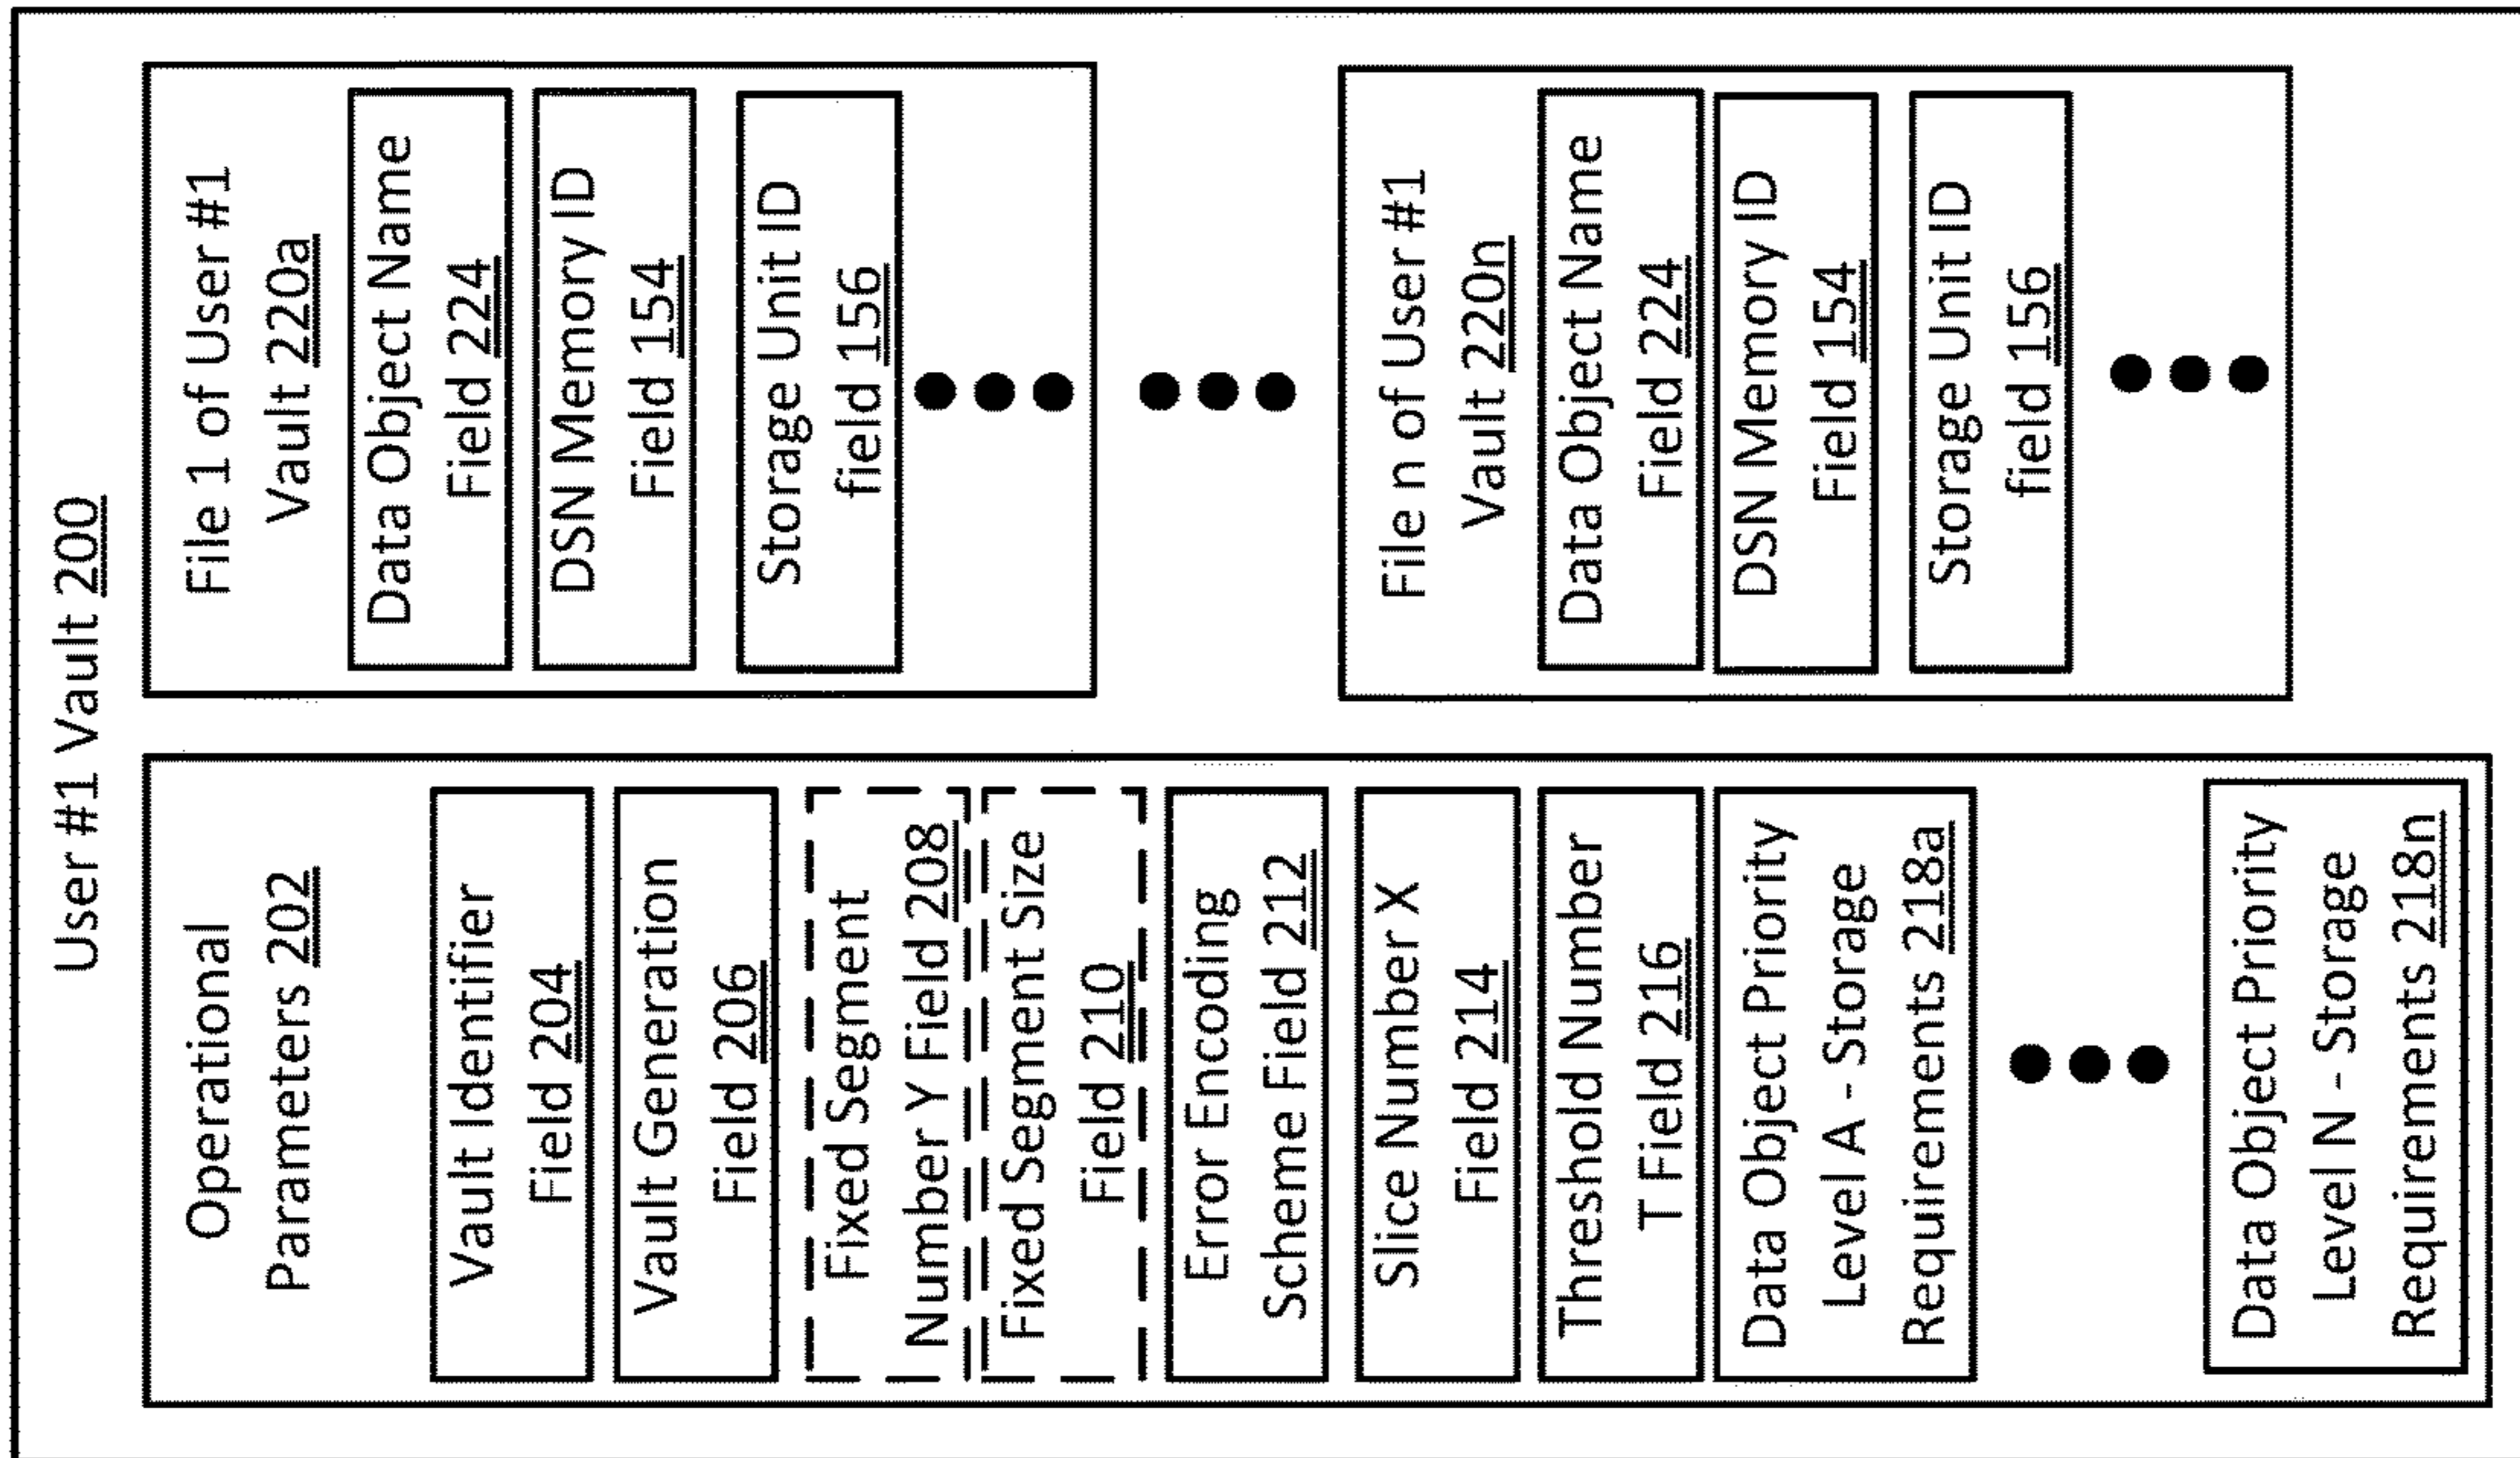 User #1 Vault 200
Operational
Parameters 202
Vault Identifier
Field 204
Vault Generation
Field 206
Fixed Segment
Number Y Field 208
Fixed Segment Size
Field 210
Error Encoding
Scheme Field 212
Slice Number X
Field 214
Threshold Number
T Field 216
Data Object Priority
Level A - Storage
Requirements 218a
Data Object Priority
Level N - Storage
Requirements 218n
File 1 of User #1
Vault 220a
Data Object Name
Field 224
DSN Memory ID
Field 154
Storage Unit ID
field 156
File n of User #1
Vault 220n
Data Object Name
Field 224
DSN Memory ID
Field 154
Storage Unit ID
field 156